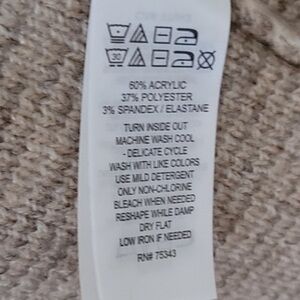 30
60% ACRYLIC
37% POLYESTER
3% SPANDEX / ELASTANE
TURN INSIDE OUT
MACHINE WASH COOL
- DELICATE CYCLE
WASH WITH LIKE COLORS
USE MILD DETERGENT
ONLY NON-CHLORINE
BLEACH WHEN NEEDED
RESHAPE WHILE DAMP
DRY FLAT
LOW IRON IF NEEDED
RN# 75343